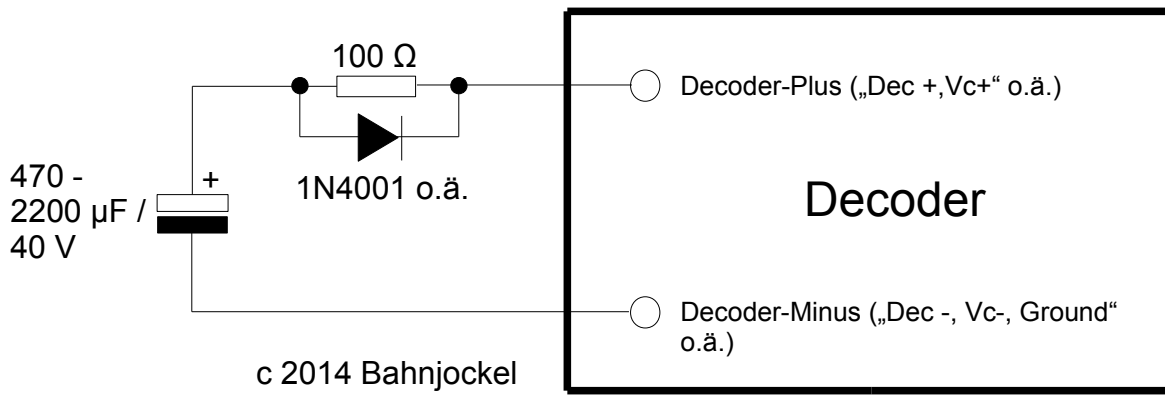 100 Ω
Decoder-Plus („Dec +,Vc+“ o.ä.)
470 -
2200 µF /
40 V
+
1N4001 o.ä.
Decoder
Decoder-Minus („Dec -, Vc-, Ground“
o.ä.)
c 2014 Bahnjockel